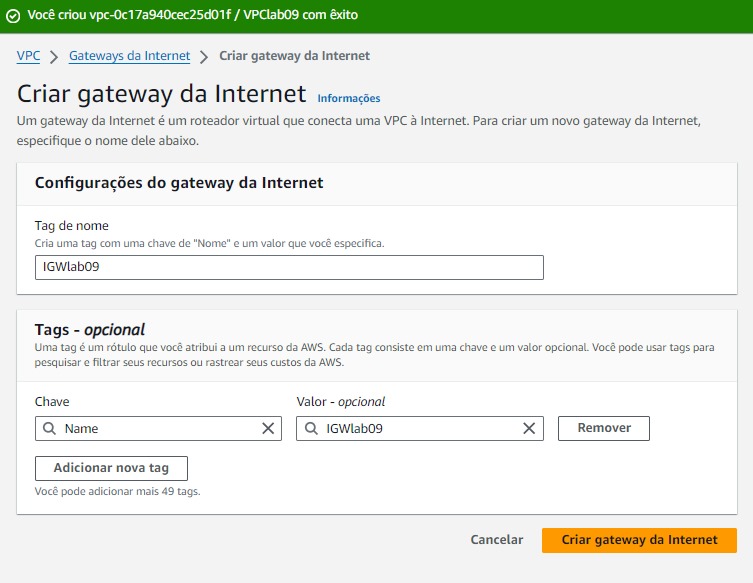 Você criou vpc-0c17a940cec25d01f / VPClab09 com êxito
VPC > Gateways da Internet > Criar gateway da Internet
Criar gateway da Internet Informações
Um gateway da Internet é um roteador virtual que conecta uma VPC à Internet. Para criar um novo gateway da Internet,
especifique o nome dele abaixo.
Configurações do gateway da Internet
Tag de nome
Cria uma tag com uma chave de "Nome" e um valor que você especifica.
IGWlab09
Tags - opcional
Uma tag é um rótulo que você atribui a um recurso da AWS. Cada tag consiste em uma chave e um valor opcional. Você pode usar tags para
pesquisar e filtrar seus recursos ou rastrear seus custos da AWS.
Chave Valor - opcional
Name IGWlab09 Remover
Adicionar nova tag
Você pode adicionar mais 49 tags.
Cancelar Criar gateway da Internet